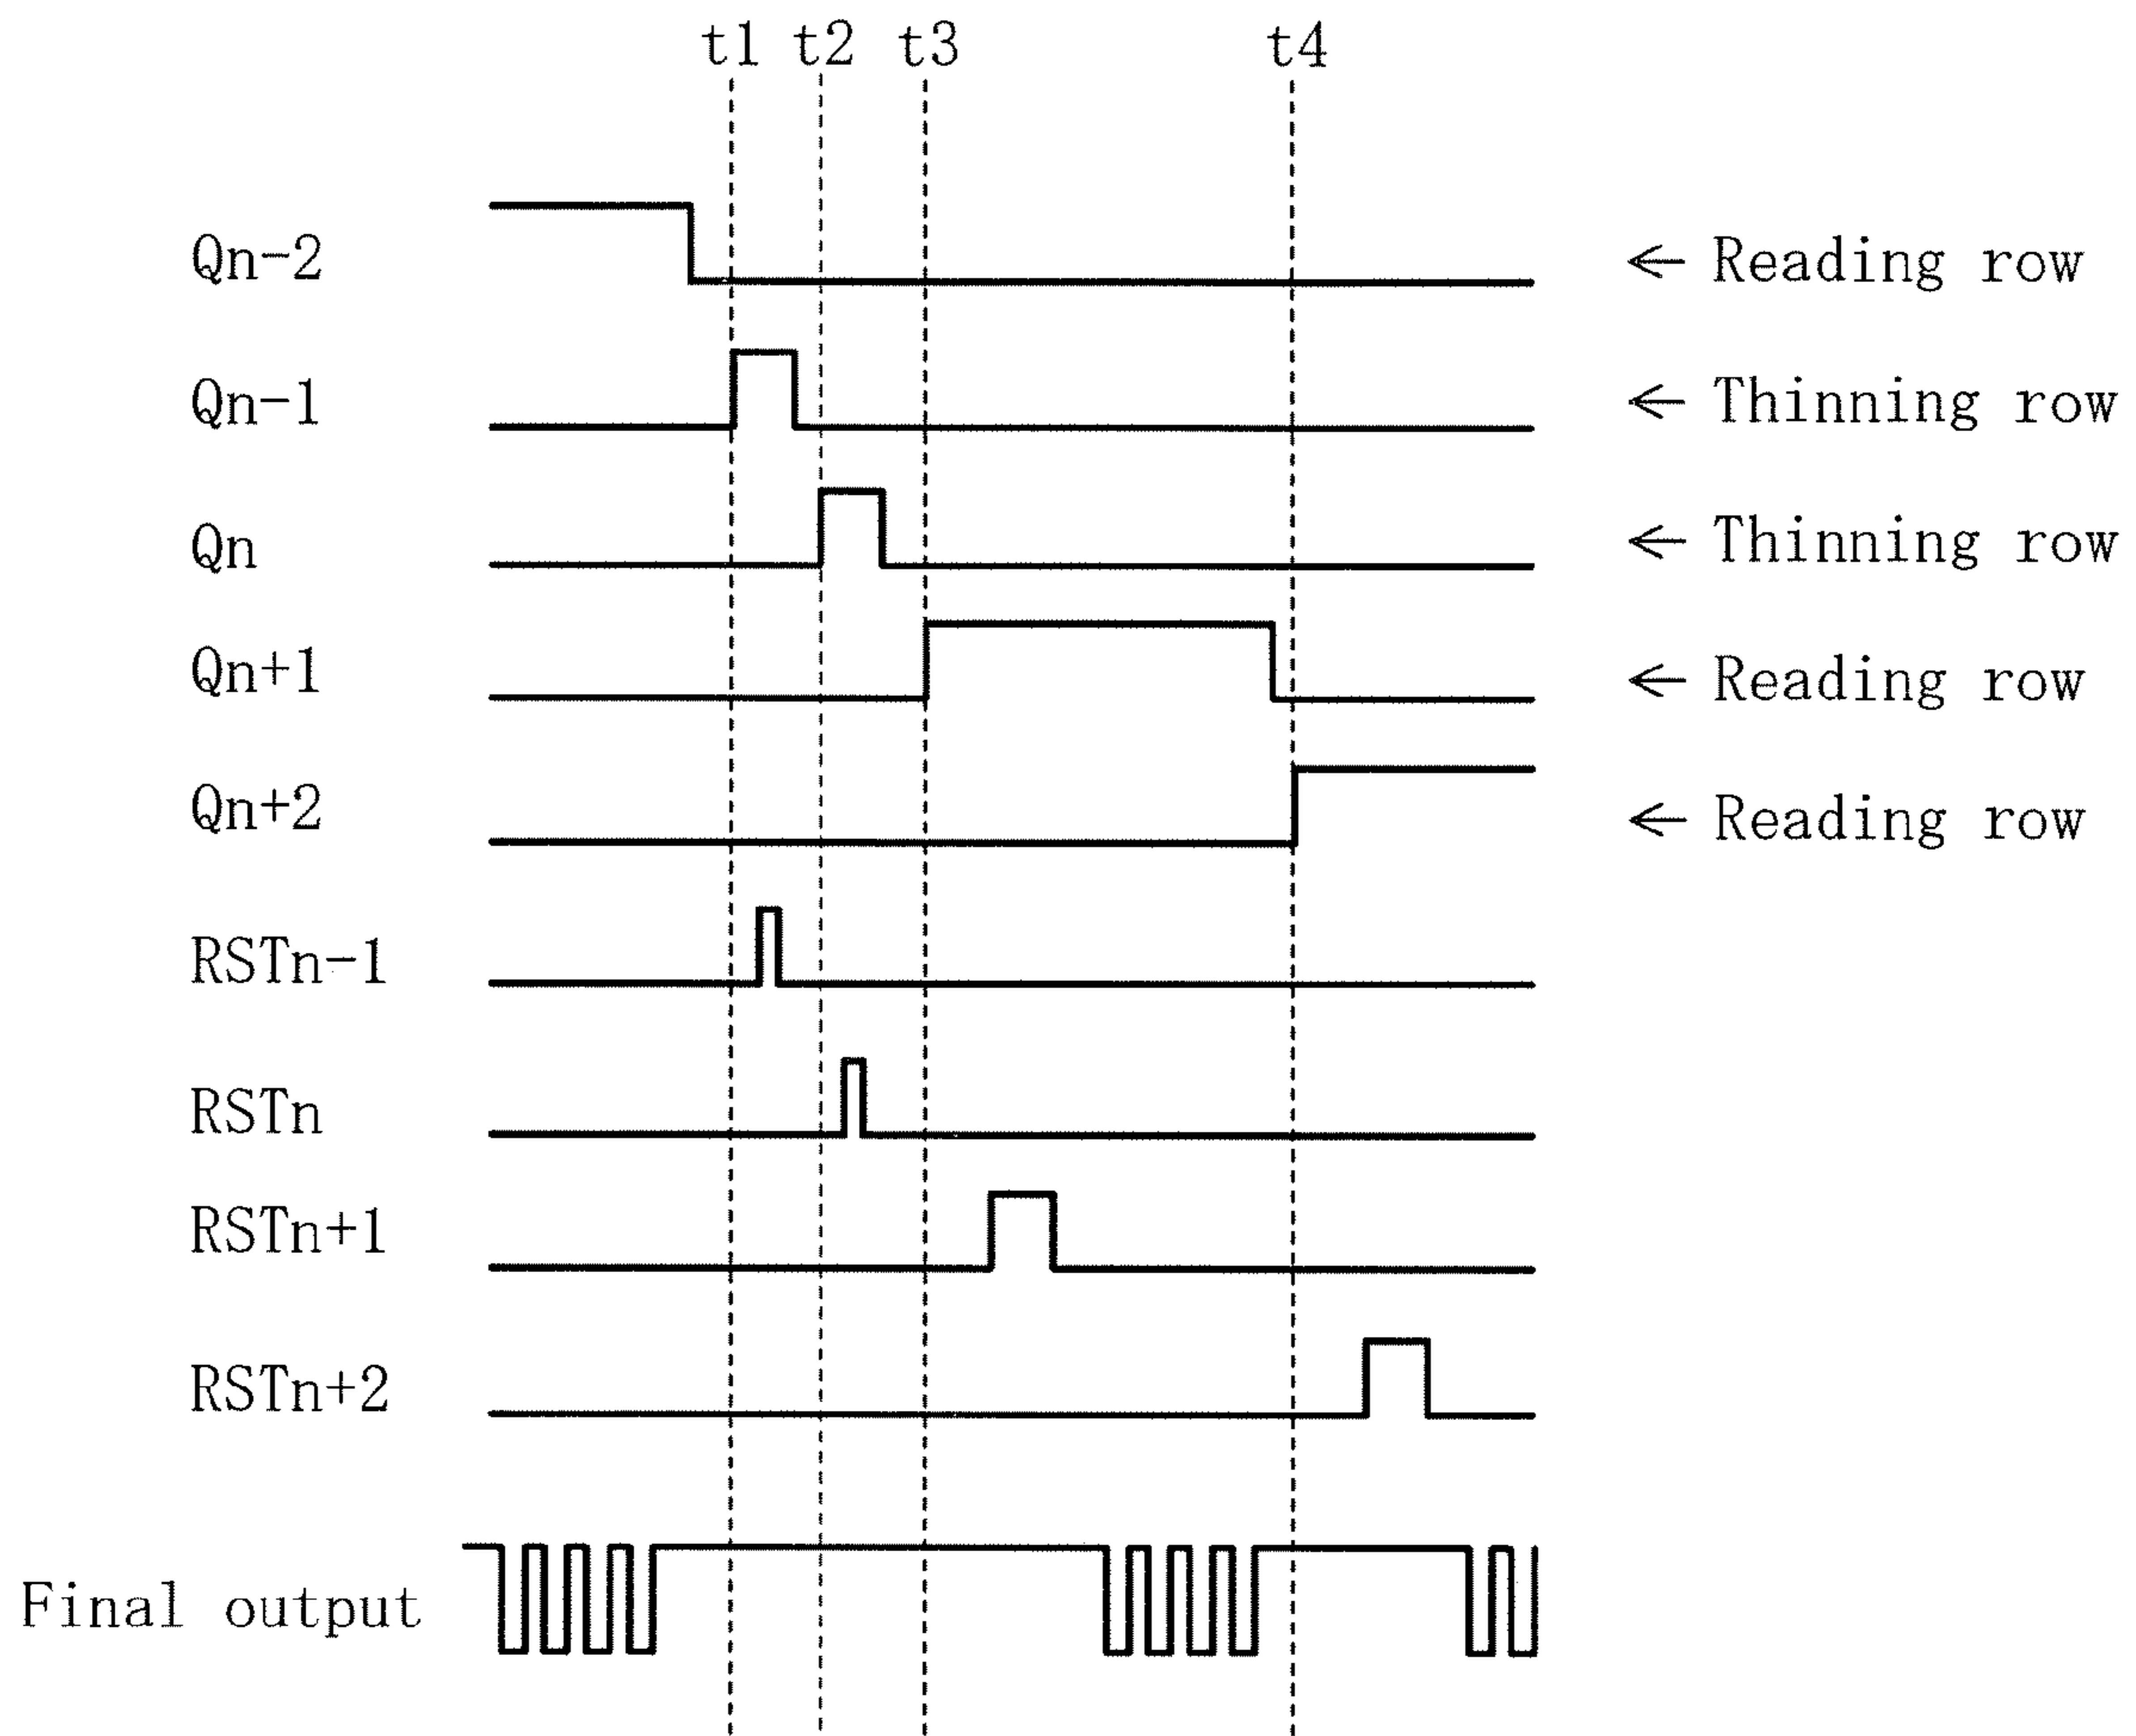 t1 t2 t3 t4
Qn-2 ← Reading row
Qn-1 ← Thinning row
Qn ← Thinning row
Qn+1 ← Reading row
Qn+2 ← Reading row
RSTn-1
RSTn
RSTn+1
RSTn+2
Final output